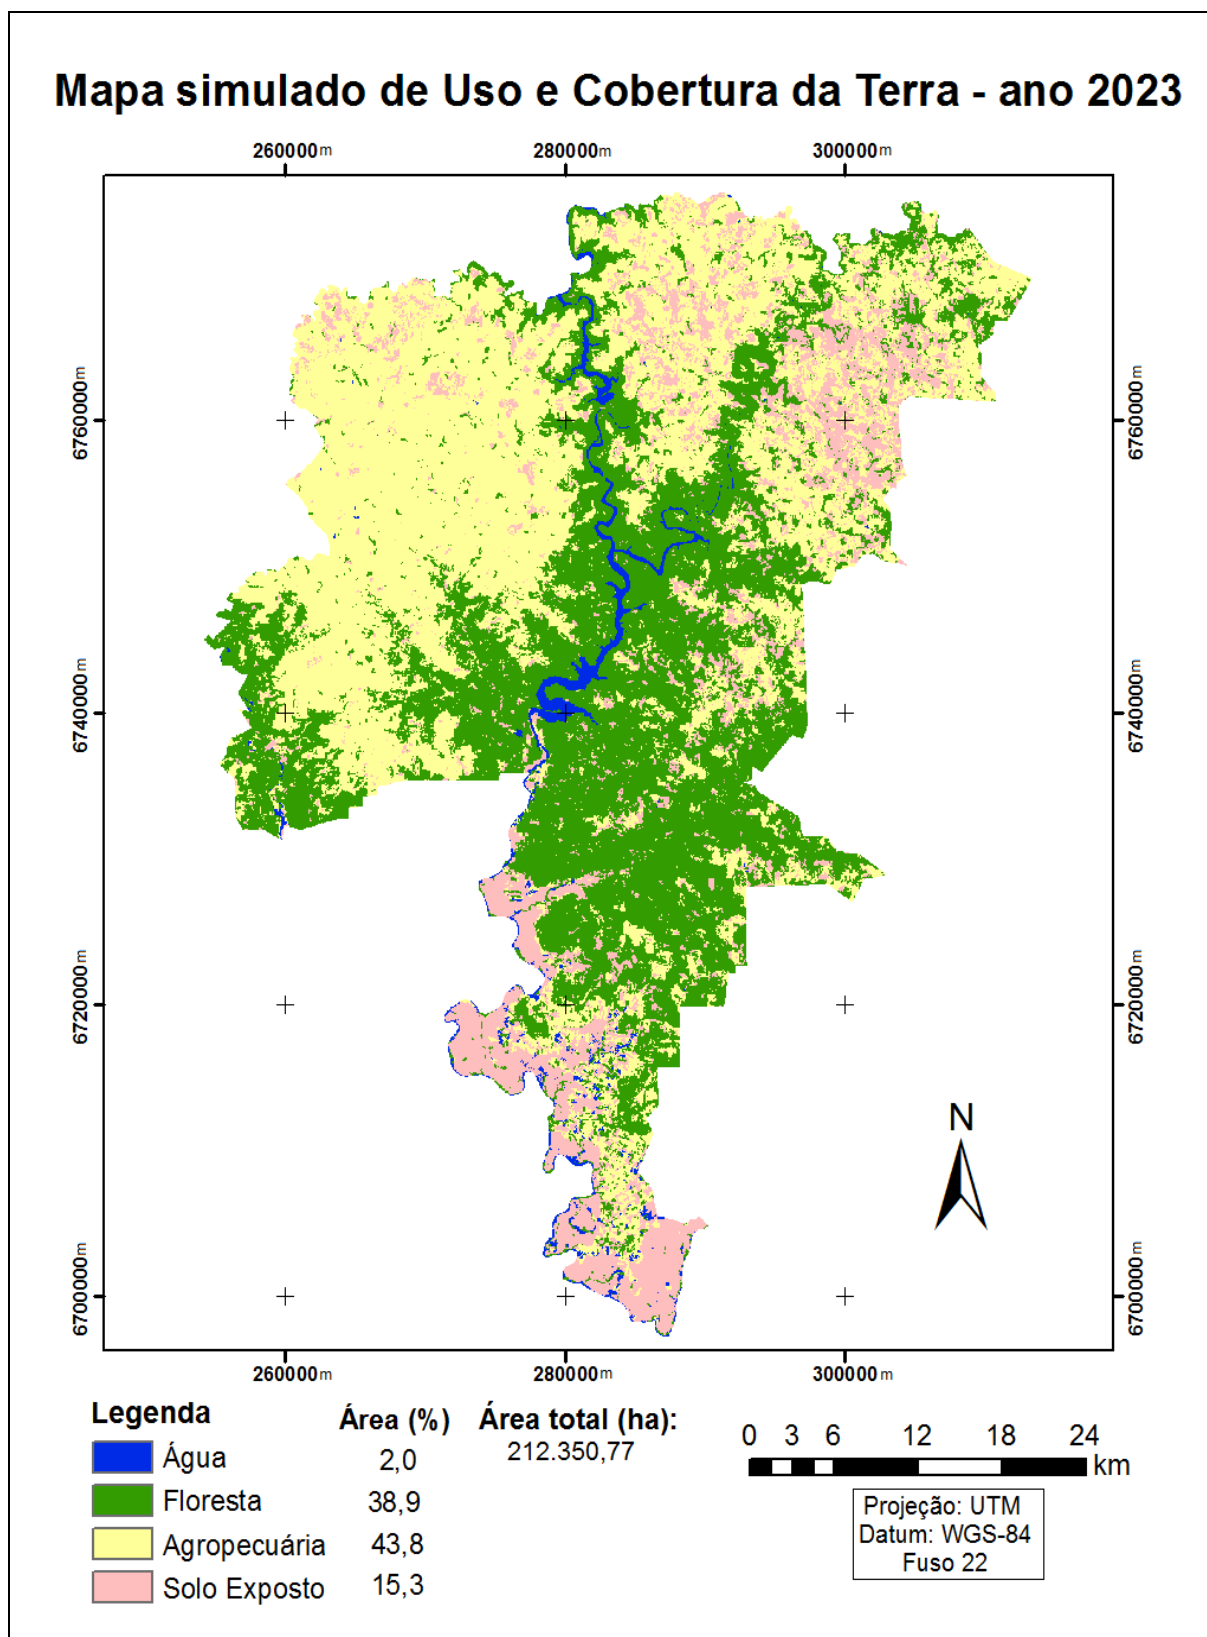 Mapa simulado de Uso e Cobertura da Terra - ano 2023
260000m 280000m 300000m
6760000m 6760000m
6740000m 6740000m
6720000m 6720000m
6700000m 6700000m
N
260000m 280000m 300000m
Legenda Área (%) Área total (ha):
Água 2,0 212.350,77
Floresta 38,9
Agropecuária 43,8
Solo Exposto 15,3
0 3 6 12 18 24
km
Projeção: UTM
Datum: WGS-84
Fuso 22